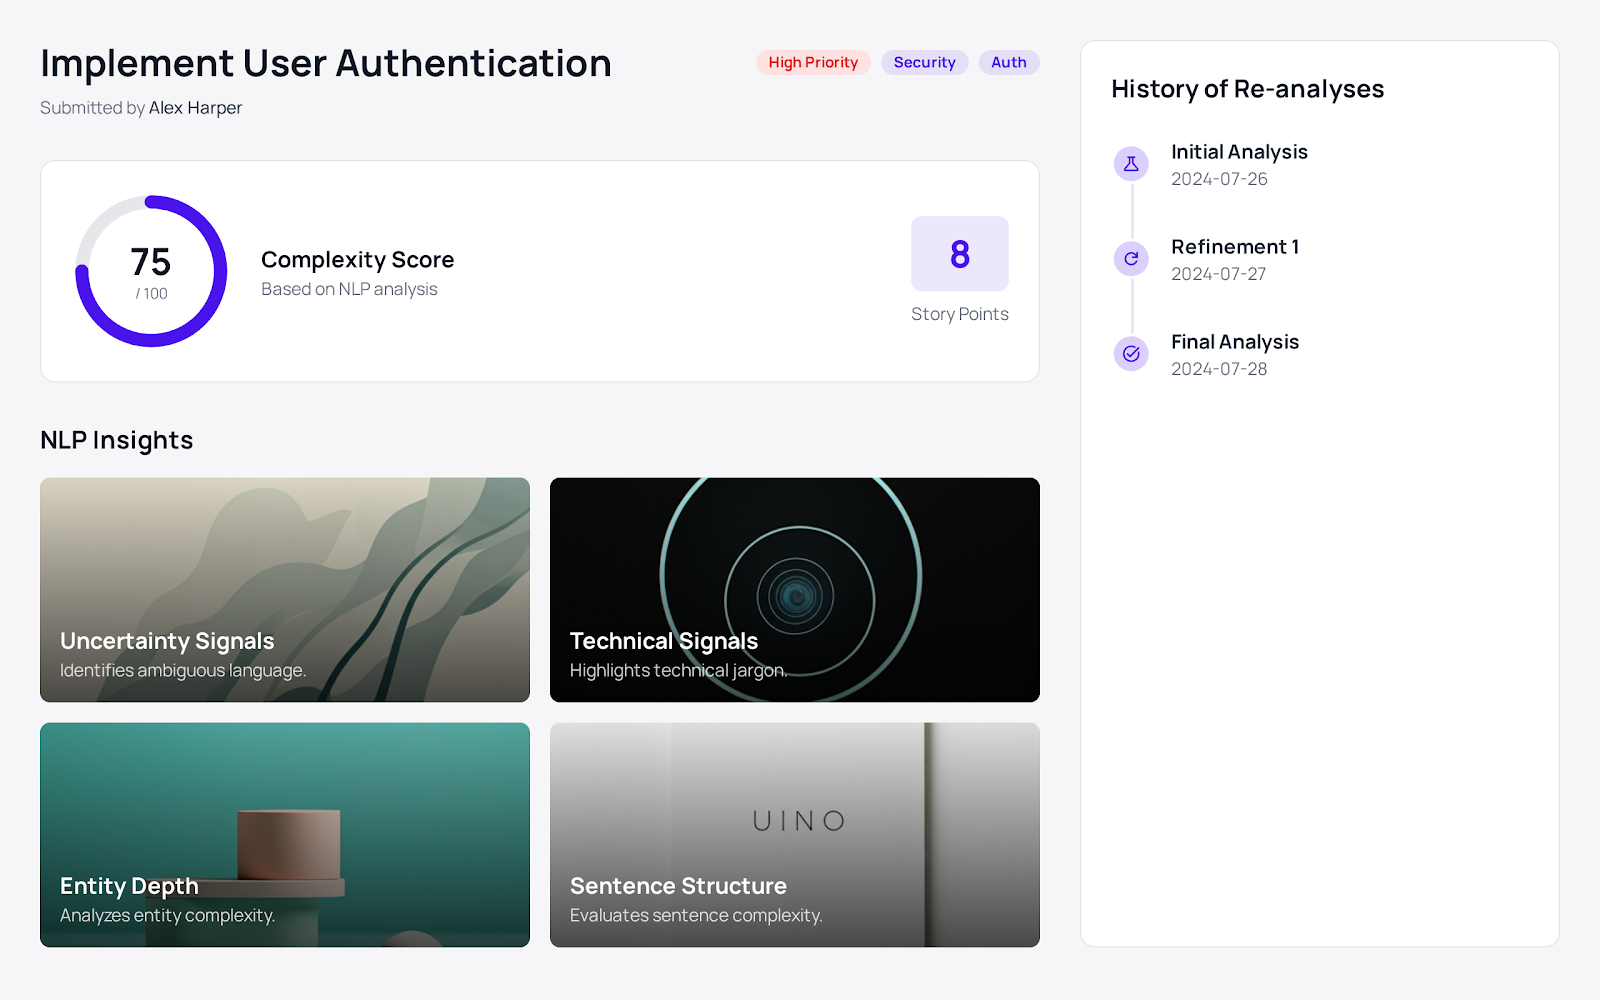 Implement User Authentication
High Priority
Security
Auth
Submitted by Alex Harper
75
/ 100
Complexity Score
Based on NLP analysis
8
Story Points
NLP Insights
Uncertainty Signals
Identifies ambiguous language.
Technical Signals
Highlights technical jargon.
Entity Depth
Analyzes entity complexity.
UINO
Sentence Structure
Evaluates sentence complexity.
History of Re-analyses
Initial Analysis
2024-07-26
Refinement 1
2024-07-27
Final Analysis
2024-07-28